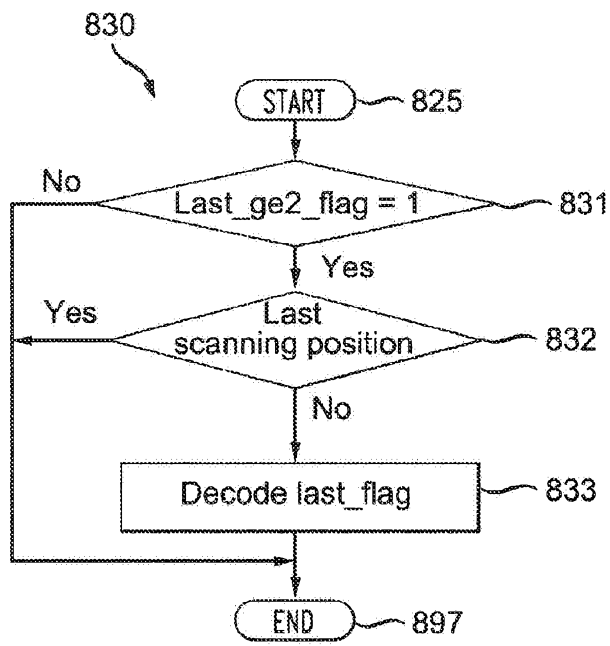 830
START
825
No
Last_ge2_flag = 1
831
Yes
Yes
Last
scanning position
832
No
Decode last_flag
833
END
897